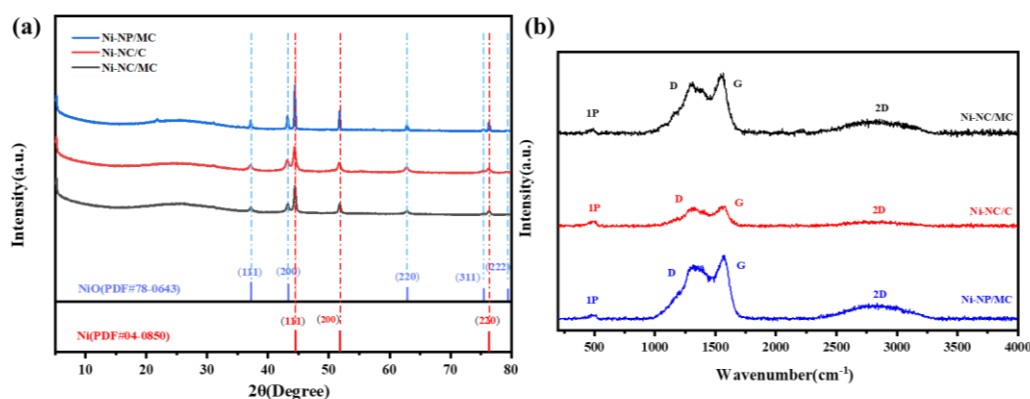 (a)
Ni-NP/MC
Ni-NC/C
Ni-NC/MC
Intensity(a.u.)
(111)
(200)
(220)
(311)
(222)
NiO(PDF#78-0643)
(111)
(200)
(220)
Ni(PDF#04-0850)
10 20 30 40 50 60 70 80
2θ(Degree)
(b)
Intensity(a.u.)
1P
D
G
2D
Ni-NC/MC
1P
D
G
2D
Ni-NC/C
1P
D
G
2D
Ni-NP/MC
500 1000 1500 2000 2500 3000 3500 4000
Wavenumber(cm⁻¹)